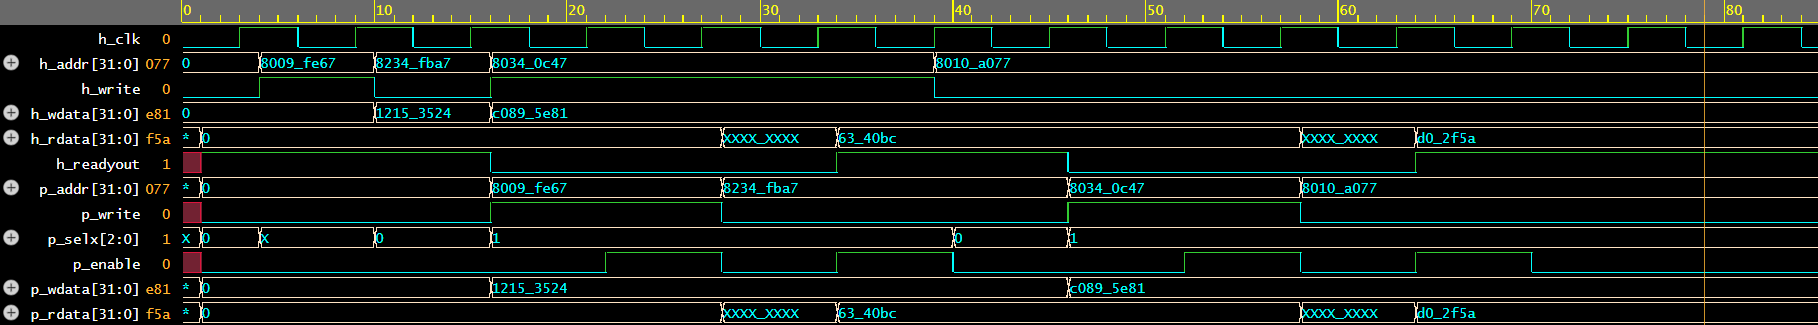 0 10 20 30 40 50 60 70 80
h_clk 0
h_addr[31:0] 077 0 8009_fe67 8234_fba7 8034_0c47 8010_a077
h_write 0
h_wdata[31:0] e81 0 1215_3524 c089_5e81
h_rdata[31:0] f5a * 0 XXXX_XXXX 63_40bc XXXX_XXXX d0_2f5a
h_readyout 1
p_addr[31:0] 077 * 0 8009_fe67 8234_fba7 8034_0c47 8010_a077
p_write 0
p_selx[2:0] 1 X 0 X 0 1 0 1
p_enable 0
p_wdata[31:0] e81 * 0 1215_3524 c089_5e81
p_rdata[31:0] f5a * 0 XXXX_XXXX 63_40bc XXXX_XXXX d0_2f5a